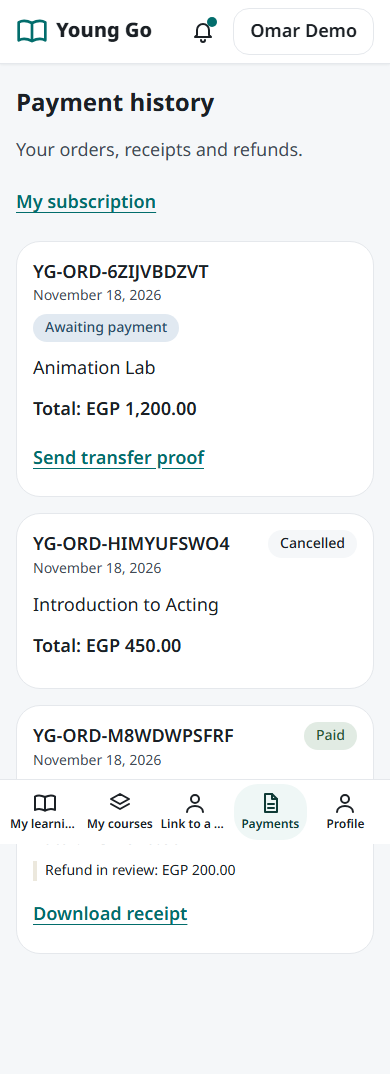 Young Go
Omar Demo
Payment history
Your orders, receipts and refunds.
My subscription
YG-ORD-6ZIJVBDZVT
November 18, 2026
Awaiting payment
Animation Lab
Total: EGP 1,200.00
Send transfer proof
YG-ORD-HIMYUFSWO4
Cancelled
November 18, 2026
Introduction to Acting
Total: EGP 450.00
YG-ORD-M8WDWPSFRF
Paid
November 18, 2026
My learni...
My courses
Link to a ...
Payments
Profile
Refund in review: EGP 200.00
Download receipt